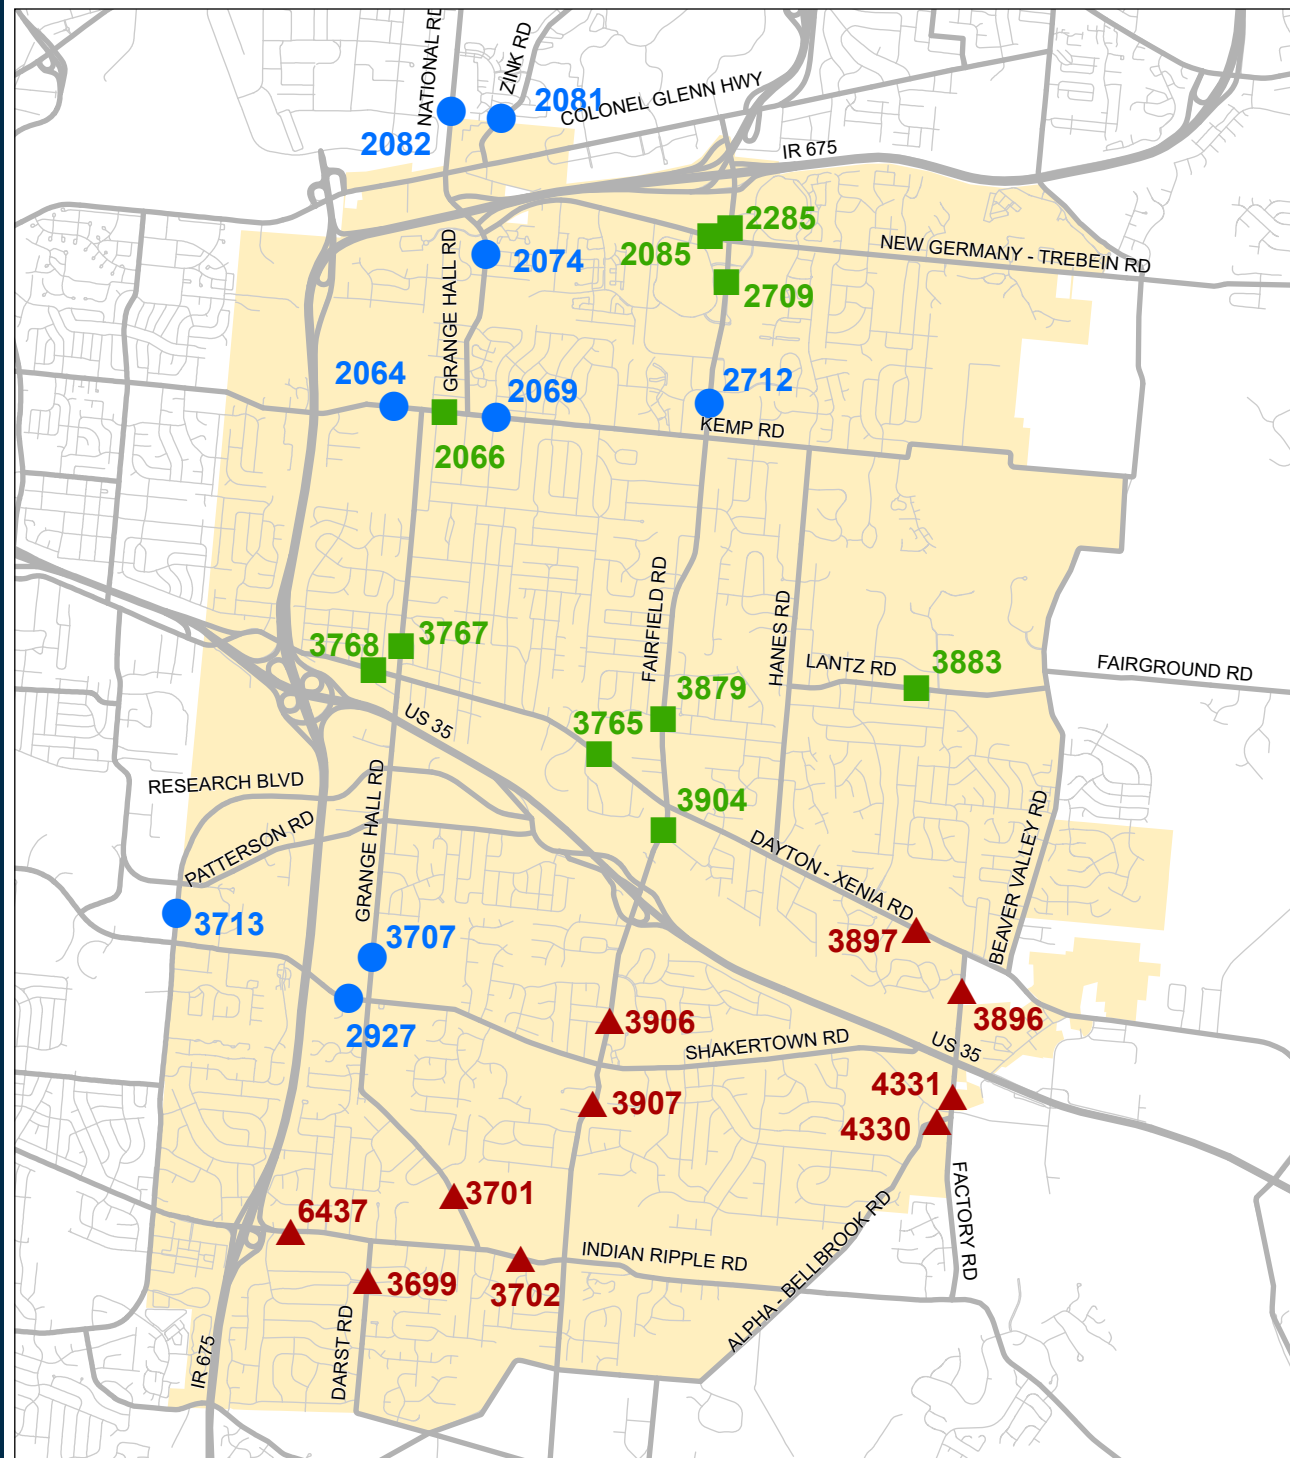 NATIONAL RD
ZINK RD
2081
COLONEL GLENN HWY
2082
IR 675
2285
2085
NEW GERMANY - TREBEIN RD
GRANGE HALL RD
2074
2709
2064
2069
2712
KEMP RD
2066
3768
3767
FAIRFIELD RD
HANES RD
LANTZ RD
3883
FAIRGROUND RD
3879
US 35
3765
RESEARCH BLVD
3904
PATTERSON RD
GRANGE HALL RD
DAYTON - XENIA RD
BEAVER VALLEY RD
3713
3707
3897
3896
2927
3906
SHAKERTOWN RD
US 35
4331
3907
4330
3701
6437
FACTORY RD
INDIAN RIPPLE RD
ALPHA - BELLBROOK RD
3699
3702
DARST RD
IR 675